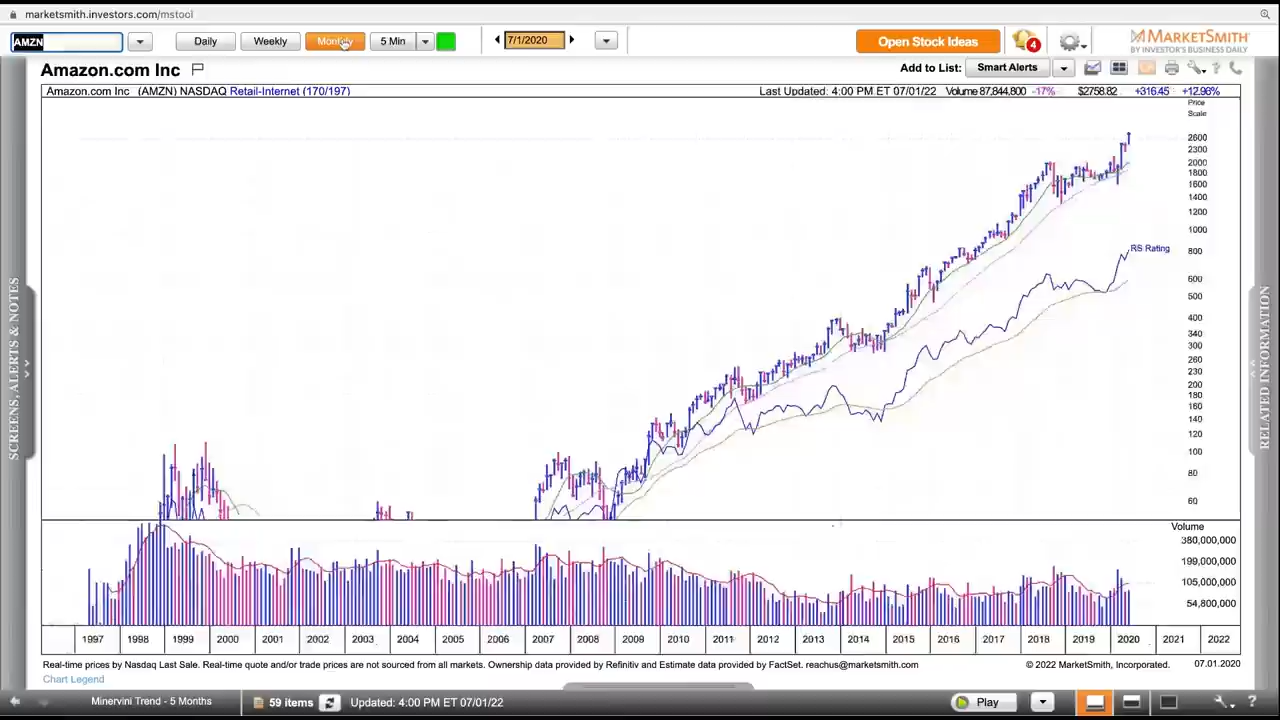 marketsmith.investors.com/mstool
AMZN Daily Weekly Monthly 5 Min 7/1/2020 Open Stock Ideas 4 MARKETSMITH
BY INVESTOR'S BUSINESS DAILY
Amazon.com Inc Add to List: Smart Alerts
Amazon.com Inc (AMZN) NASDAQ Retail-Internet (170/197) Last Updated: 4:00 PM ET 07/01/22 Volume 87,844,800 -17% $2758.82 +316.45 +12.96%
Price
Scale
2600
2300
2000
1800
1600
1400
1200
1000
RS Rating
800
600
500
400
340
300
260
230
200
180
160
140
120
100
80
60
SCREENS, ALERTS & NOTES
RELATED INFORMATION
Volume
380,000,000
199,000,000
105,000,000
54,800,000
1997 1998 1999 2000 2001 2002 2003 2004 2005 2006 2007 2008 2009 2010 2011 2012 2013 2014 2015 2016 2017 2018 2019 2020 2021 2022
Real-time prices by Nasdaq Last Sale. Real-time quote and/or trade prices are not sourced from all markets. Ownership data provided by Refinitiv and Estimate data provided by FactSet. reachus@marketsmith.com © 2022 MarketSmith, Incorporated. 07.01.2020
Chart Legend
Minervini Trend - 5 Months 59 items Updated: 4:00 PM ET 07/01/22 Play ?